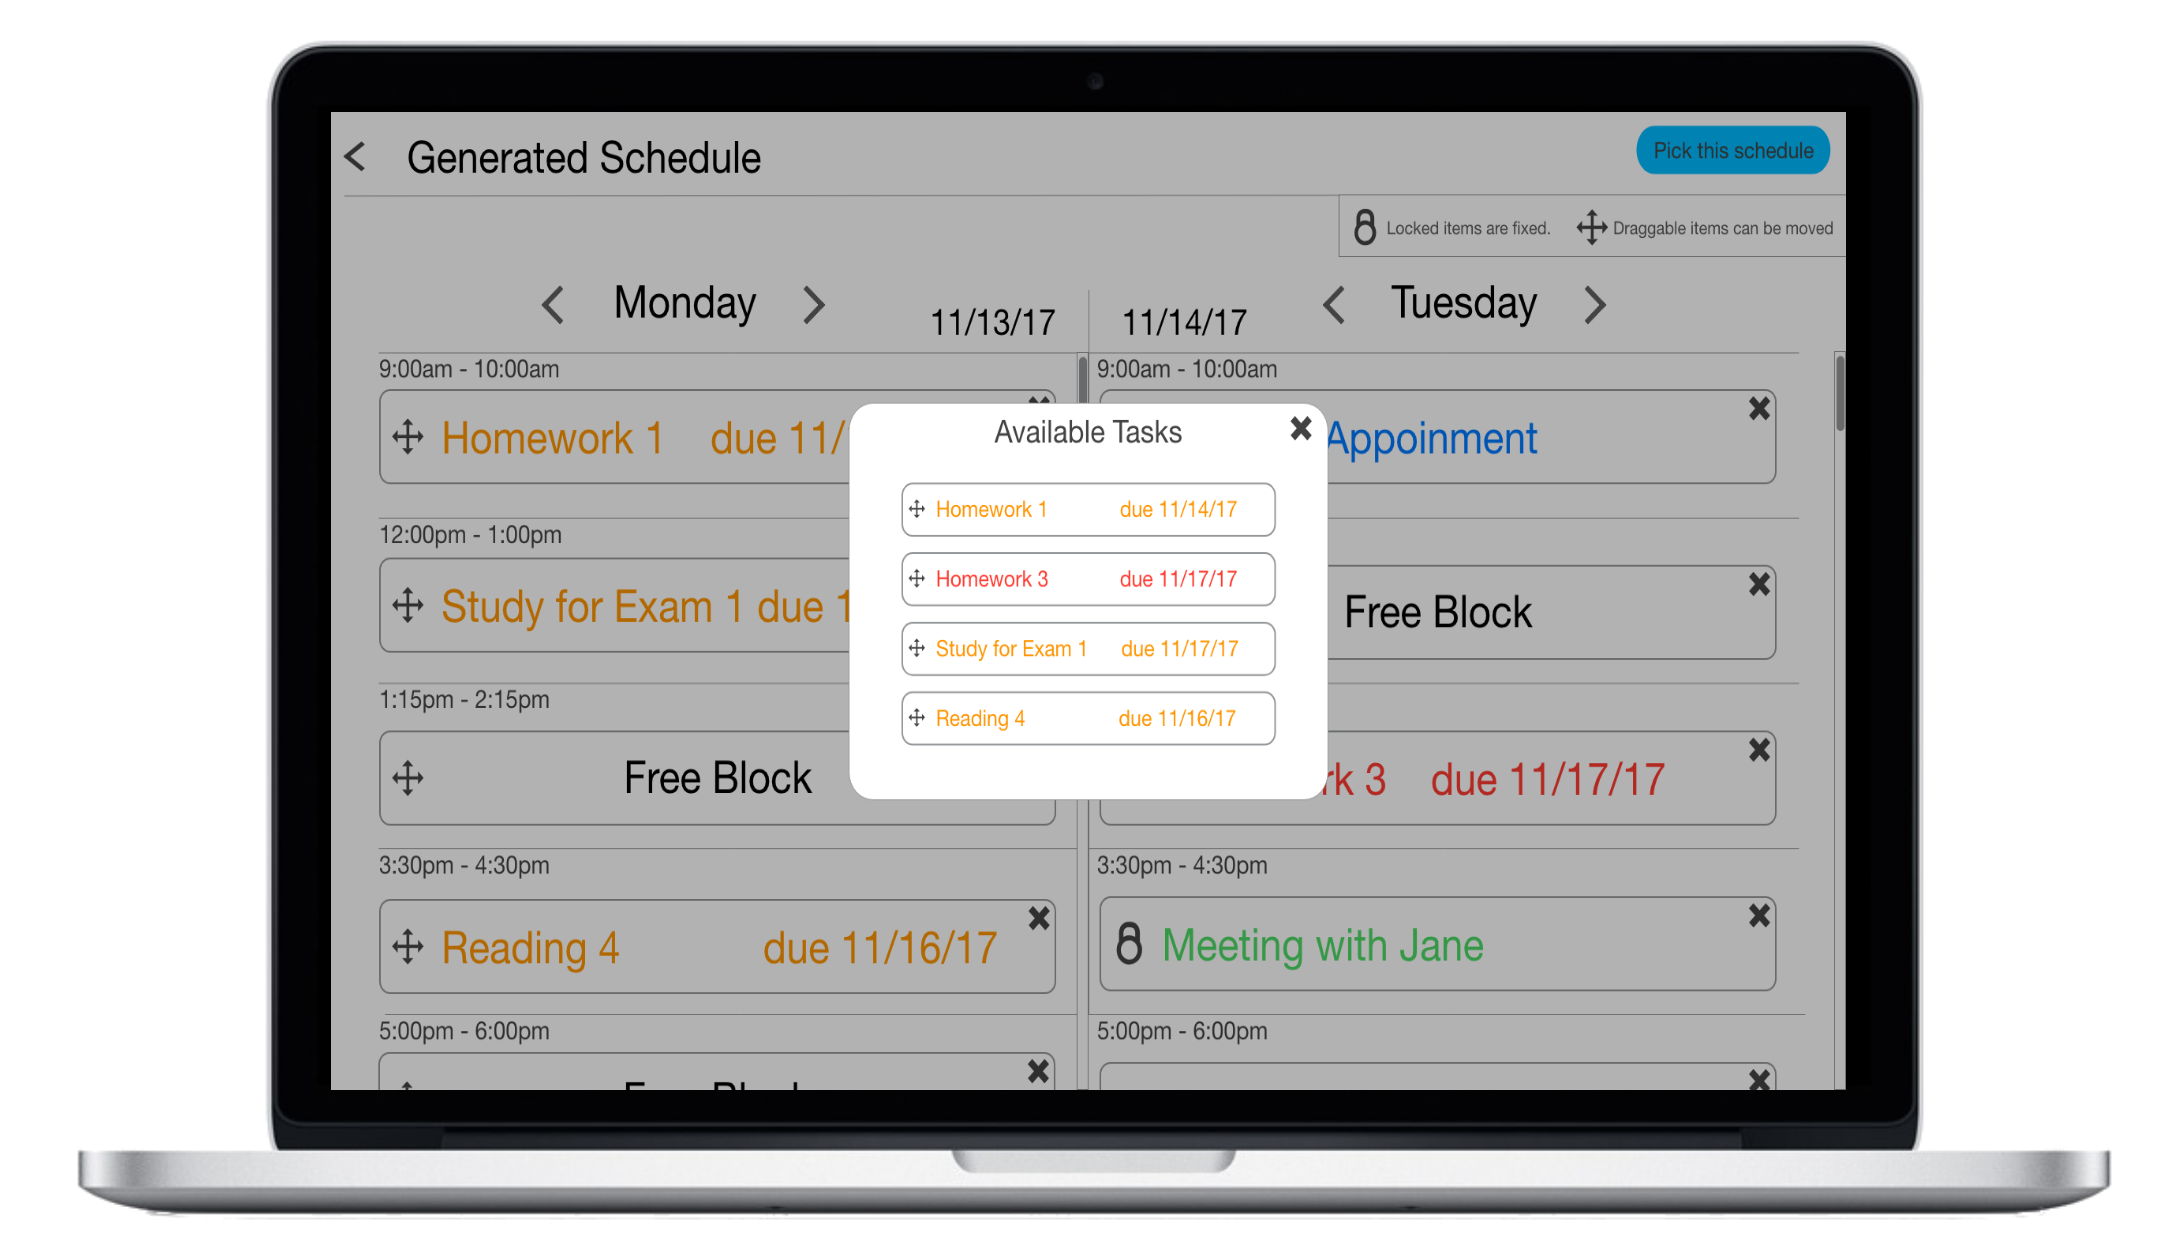 Generated Schedule
Pick this schedule
Locked items are fixed. Draggable items can be moved
Monday 11/13/17
11/14/17 Tuesday
9:00am - 10:00am
Homework 1 due 11/
12:00pm - 1:00pm
Study for Exam 1 due 1
1:15pm - 2:15pm
Free Block
3:30pm - 4:30pm
Reading 4 due 11/16/17
5:00pm - 6:00pm
Available Tasks
Homework 1 due 11/14/17
Homework 3 due 11/17/17
Study for Exam 1 due 11/17/17
Reading 4 due 11/16/17
9:00am - 10:00am
Appoinment
Free Block
3 due 11/17/17
3:30pm - 4:30pm
Meeting with Jane
5:00pm - 6:00pm